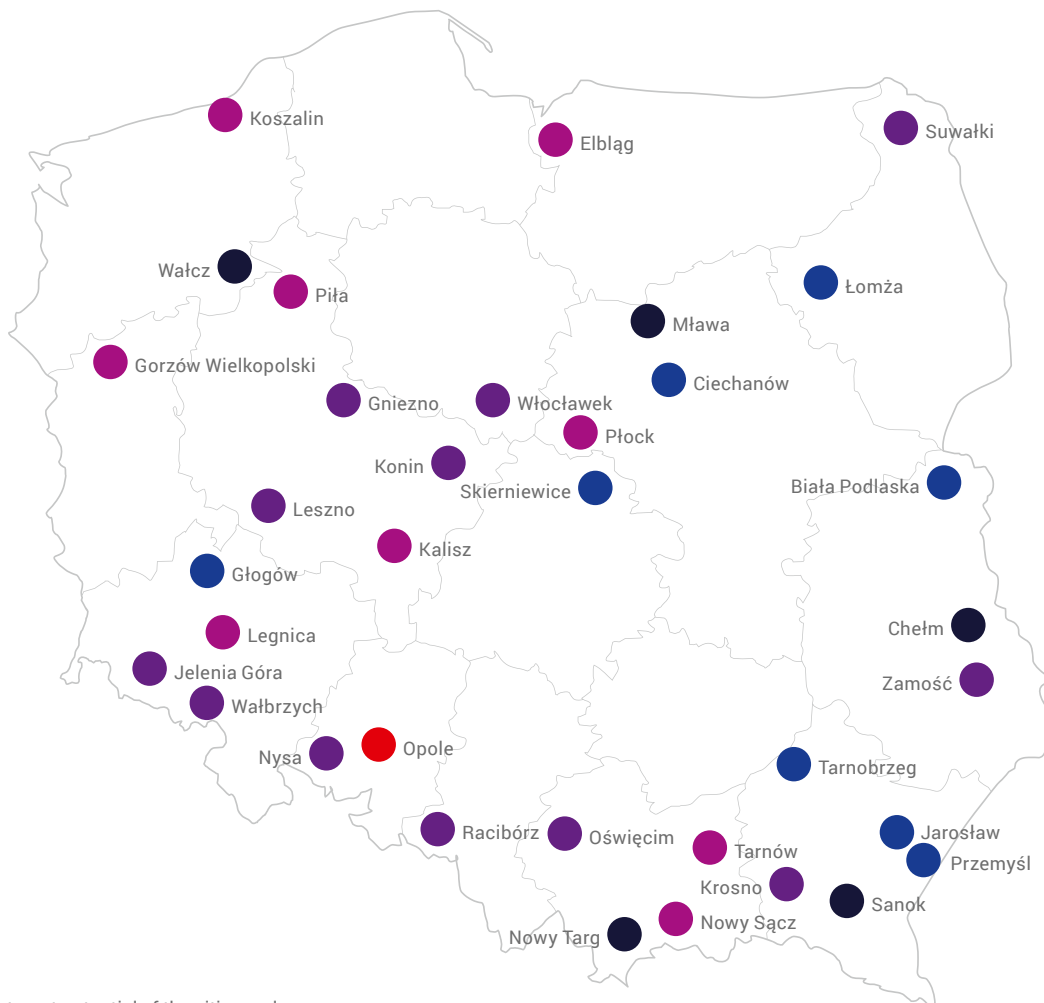 Koszalin
Elbląg
Suwałki
Wałcz
Piła
Łomża
Mława
Gorzów Wielkopolski
Ciechanów
Gniezno
Włocławek
Płock
Konin
Skierniewice
Biała Podlaska
Leszno
Kalisz
Głogów
Legnica
Chełm
Jelenia Góra
Zamość
Wałbrzych
Opole
Nysa
Tarnobrzeg
Racibórz
Oświęcim
Jarosław
Tarnów
Przemyśl
Krosno
Sanok
Nowy Sącz
Nowy Targ